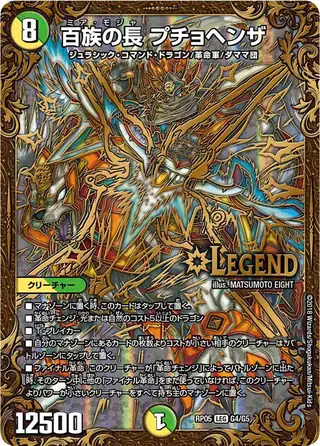 8
ミア・モジャ
百族の長 プチョヘンザ
ジュラシック・コマンド・ドラゴン/革命軍/ダママ団
LEGEND
illus. MATSUMOTO EIGHT
クリーチャー
■マナゾーンに置く時、このカードはタップして置く。
■革命チェンジ:光または自然のコスト5以上のドラゴン
■T・ブレイカー
■自分のマナゾーンにあるカードの枚数よりコストが小さい相手のクリーチャーは、バトルゾーンにタップして置く。
■ファイナル革命:このクリーチャーが「革命チェンジ」によってバトルゾーンに出た時、そのターン中に他の「ファイナル革命」をまだ使っていなければ、このクリーチャーよりパワーが小さいクリーチャーをすべて持ち主のマナゾーンに置く。
12500
1
RP05 LEG G4/G5
©2018 Wizards/Shogakukan/Mitsui-Kids